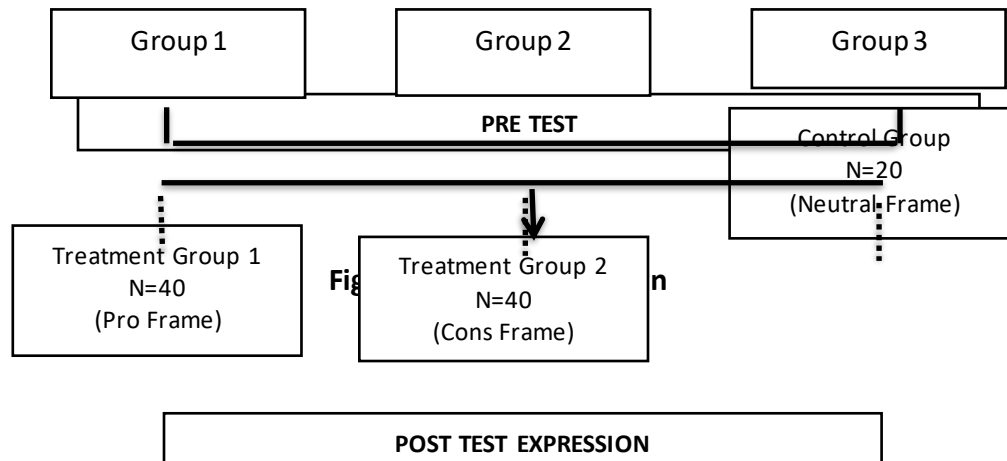 Group 1
Group 2
Group 3
PRE TEST
Control Group
N=20
(Neutral Frame)
Treatment Group 1
N=40
(Pro Frame)
Treatment Group 2
N=40
(Cons Frame)
POST TEST EXPRESSION